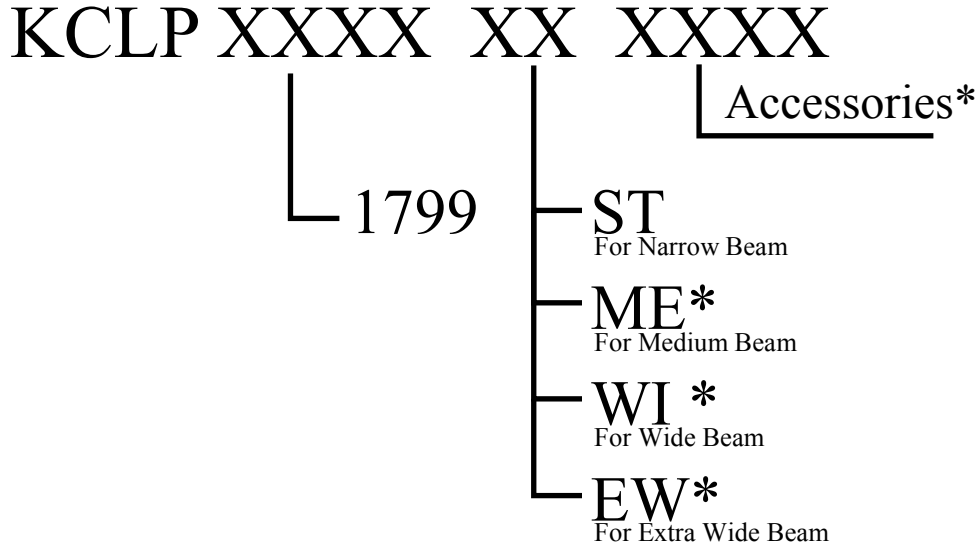 KCLP XXXX XX XXXX
Accessories*
1799
ST
For Narrow Beam
ME*
For Medium Beam
WI *
For Wide Beam
EW*
For Extra Wide Beam